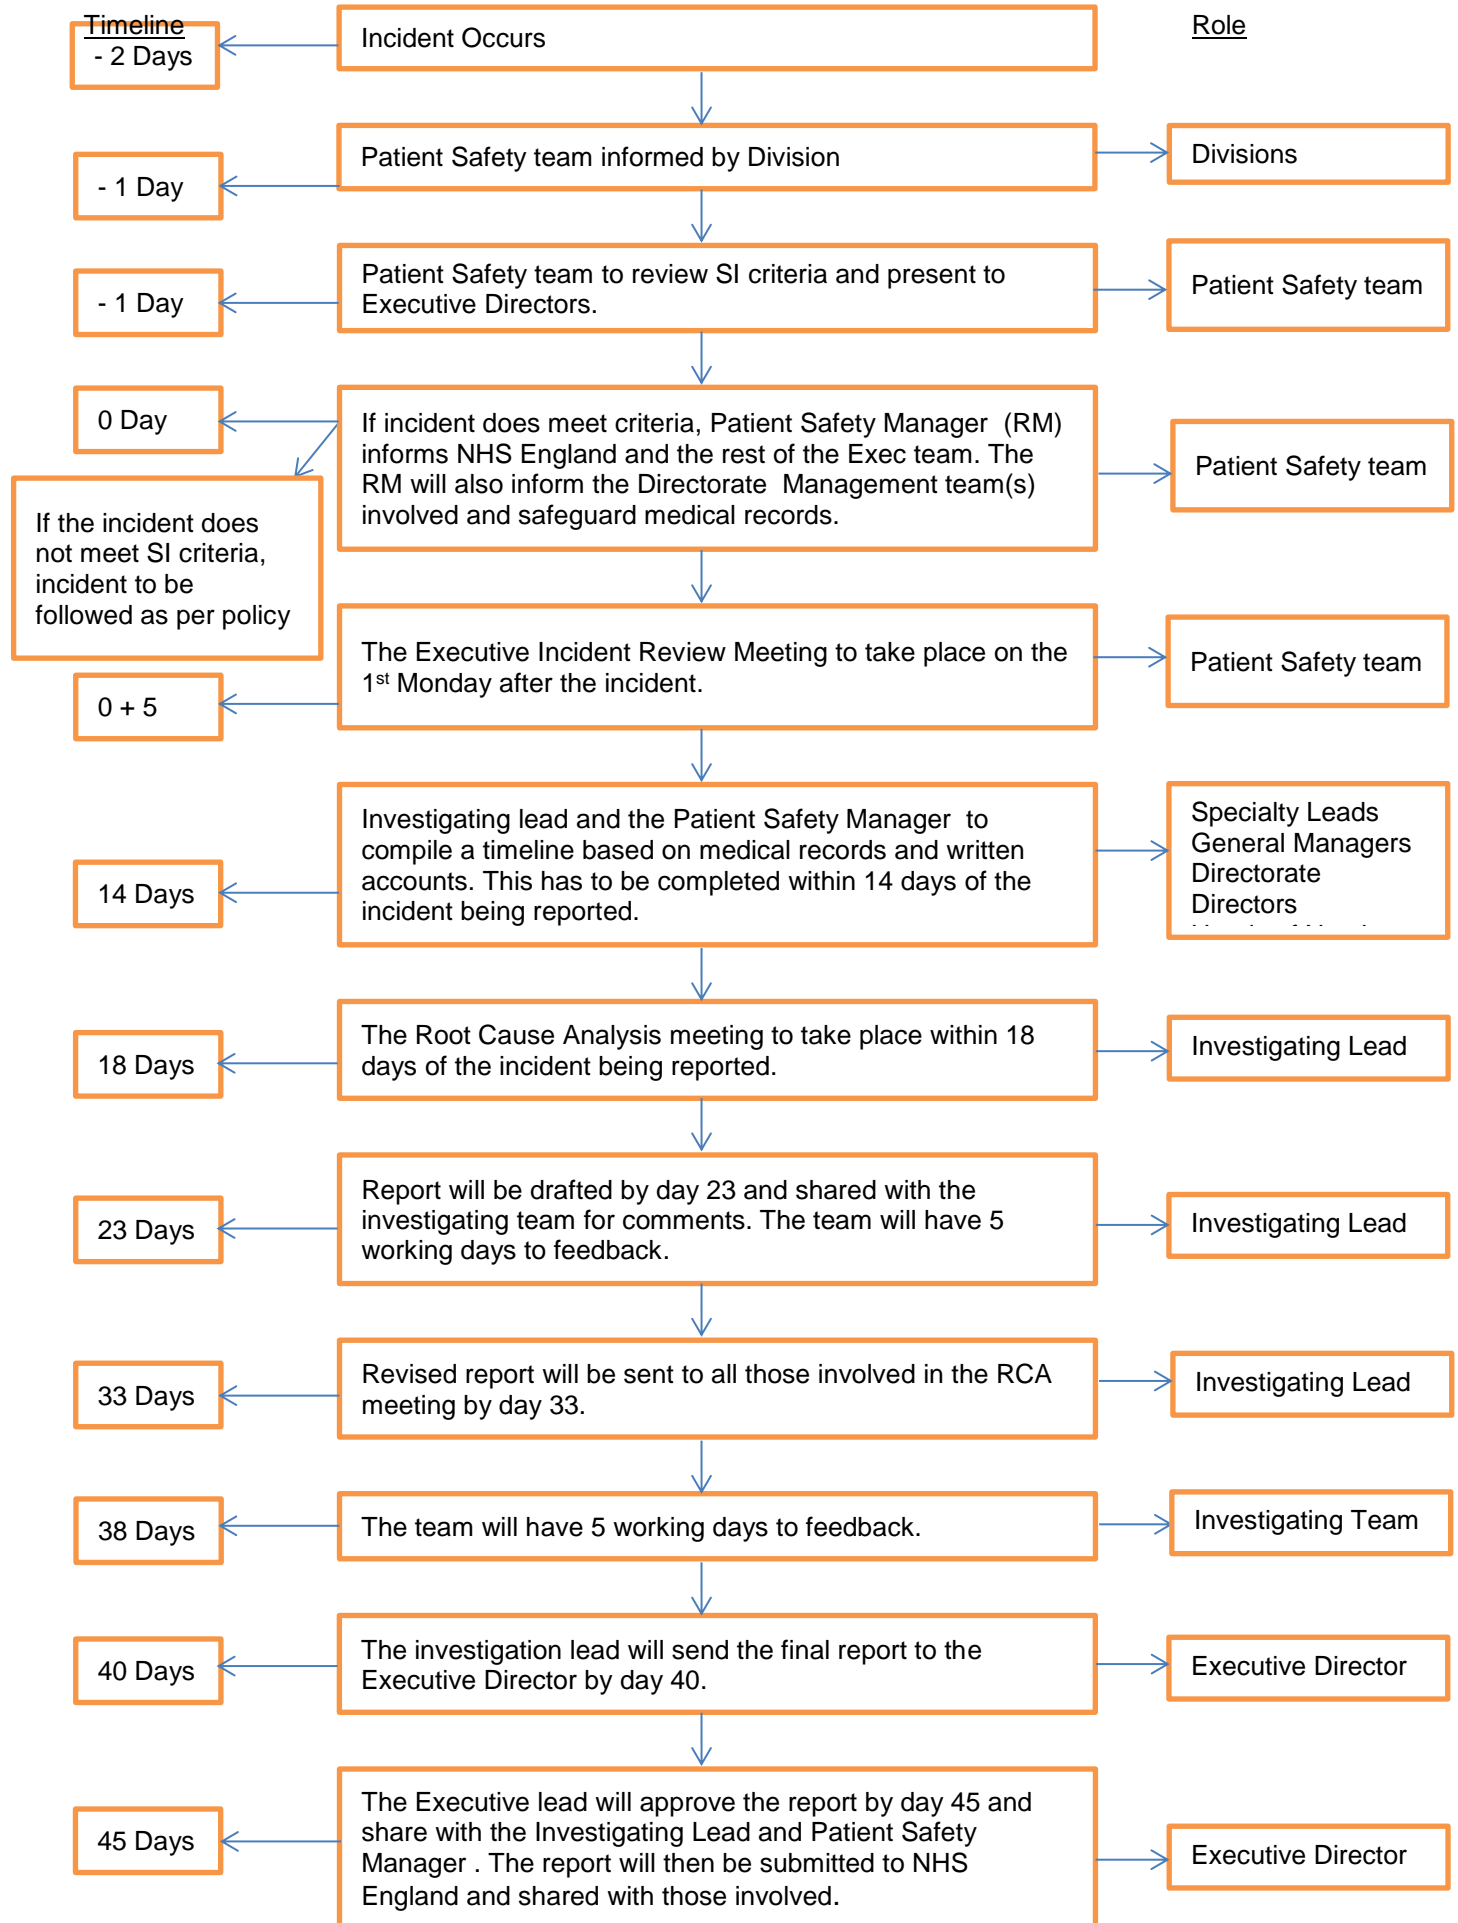 Timeline
- 2 Days
Incident Occurs
Role
Patient Safety team informed by Division
Divisions
- 1 Day
Patient Safety team to review SI criteria and present to
Executive Directors.
Patient Safety team
- 1 Day
0 Day
If incident does meet criteria, Patient Safety Manager (RM)
informs NHS England and the rest of the Exec team. The
RM will also inform the Directorate Management team(s)
involved and safeguard medical records.
Patient Safety team
If the incident does
not meet SI criteria,
incident to be
followed as per policy
The Executive Incident Review Meeting to take place on the
1st Monday after the incident.
Patient Safety team
0 + 5
Investigating lead and the Patient Safety Manager to
compile a timeline based on medical records and written
accounts. This has to be completed within 14 days of the
incident being reported.
Specialty Leads
General Managers
Directorate
Directors
14 Days
The Root Cause Analysis meeting to take place within 18
days of the incident being reported.
Investigating Lead
18 Days
Report will be drafted by day 23 and shared with the
investigating team for comments. The team will have 5
working days to feedback.
Investigating Lead
23 Days
Revised report will be sent to all those involved in the RCA
meeting by day 33.
Investigating Lead
33 Days
The team will have 5 working days to feedback.
Investigating Team
38 Days
The investigation lead will send the final report to the
Executive Director by day 40.
Executive Director
40 Days
The Executive lead will approve the report by day 45 and
share with the Investigating Lead and Patient Safety
Manager . The report will then be submitted to NHS
England and shared with those involved.
Executive Director
45 Days